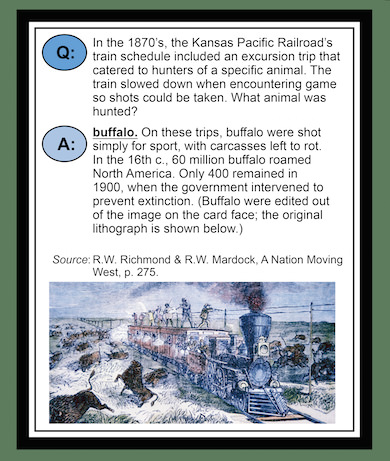 Q:
In the 1870's, the Kansas Pacific Railroad's
train schedule included an excursion trip that
catered to hunters of a specific animal. The
train slowed down when encountering game
so shots could be taken. What animal was
hunted?
A:
buffalo. On these trips, buffalo were shot
simply for sport, with carcasses left to rot.
In the 16th c., 60 million buffalo roamed
North America. Only 400 remained in
1900, when the government intervened to
prevent extinction. (Buffalo were edited out
of the image on the card face; the original
lithograph is shown below.)
Source: R.W. Richmond & R.W. Mardock, A Nation Moving
West, p. 275.